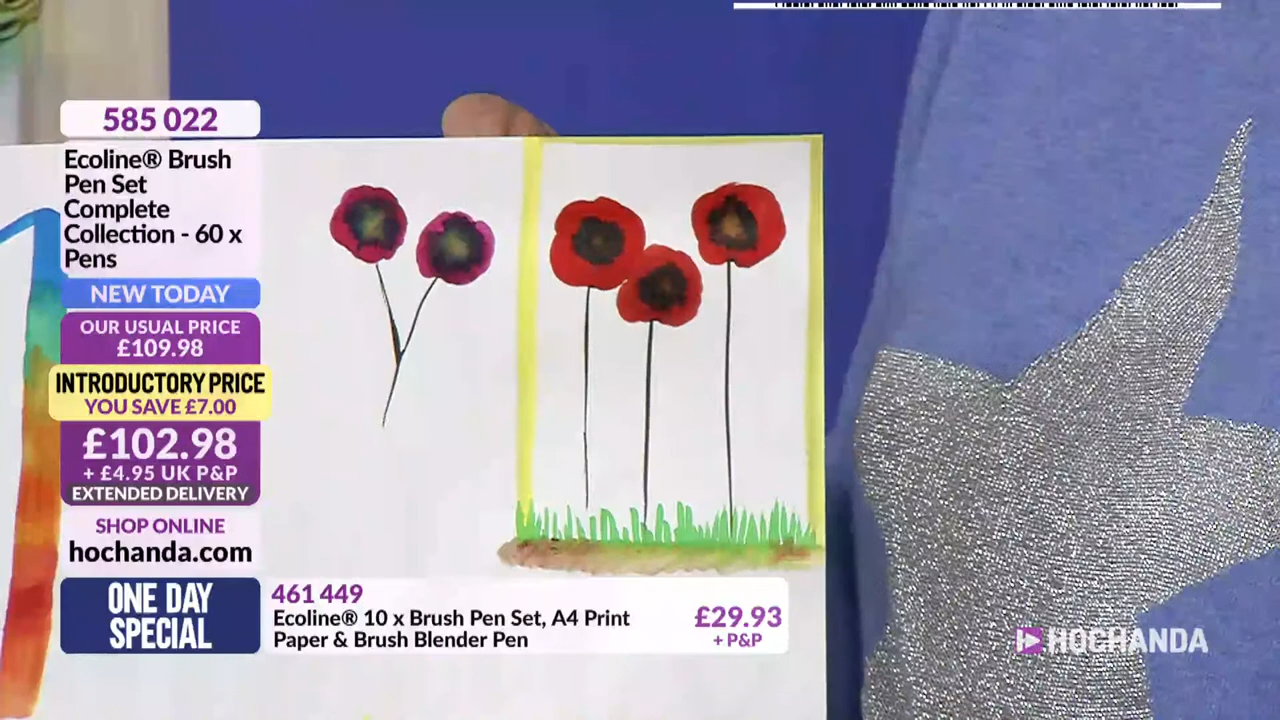 585 022
Ecoline® Brush
Pen Set
Complete
Collection - 60 x
Pens
NEW TODAY
OUR USUAL PRICE
£109.98
INTRODUCTORY PRICE
YOU SAVE £7.00
£102.98
+ £4.95 UK P&P
EXTENDED DELIVERY
SHOP ONLINE
hochanda.com
ONE DAY
SPECIAL
461 449
Ecoline® 10 x Brush Pen Set, A4 Print
Paper & Brush Blender Pen
£29.93
+ P&P
HOCHANDA